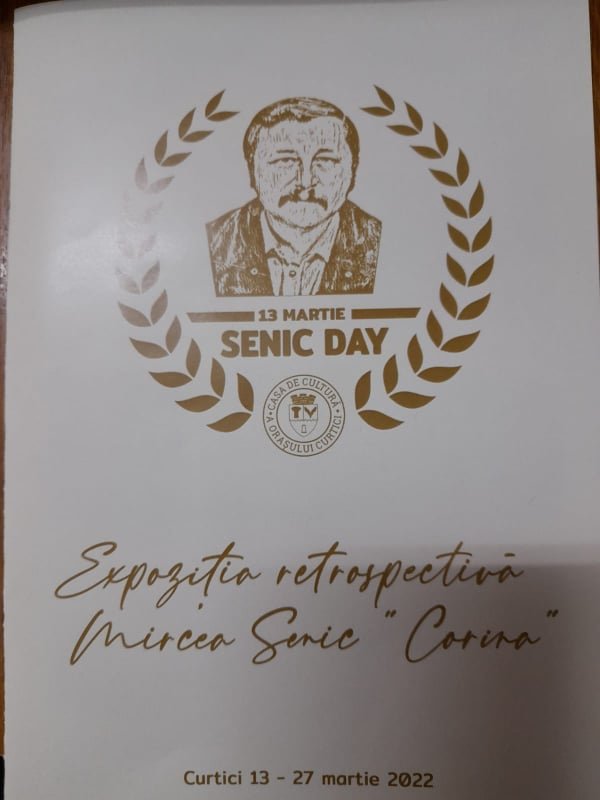 13 MARTIE
SENIC DAY
CASA DE CULTURĂ
A ORAȘULUI CURTICI
Expoziția retrospectivă
Mircea Senic "Corina"
Curtici 13 - 27 martie 2022